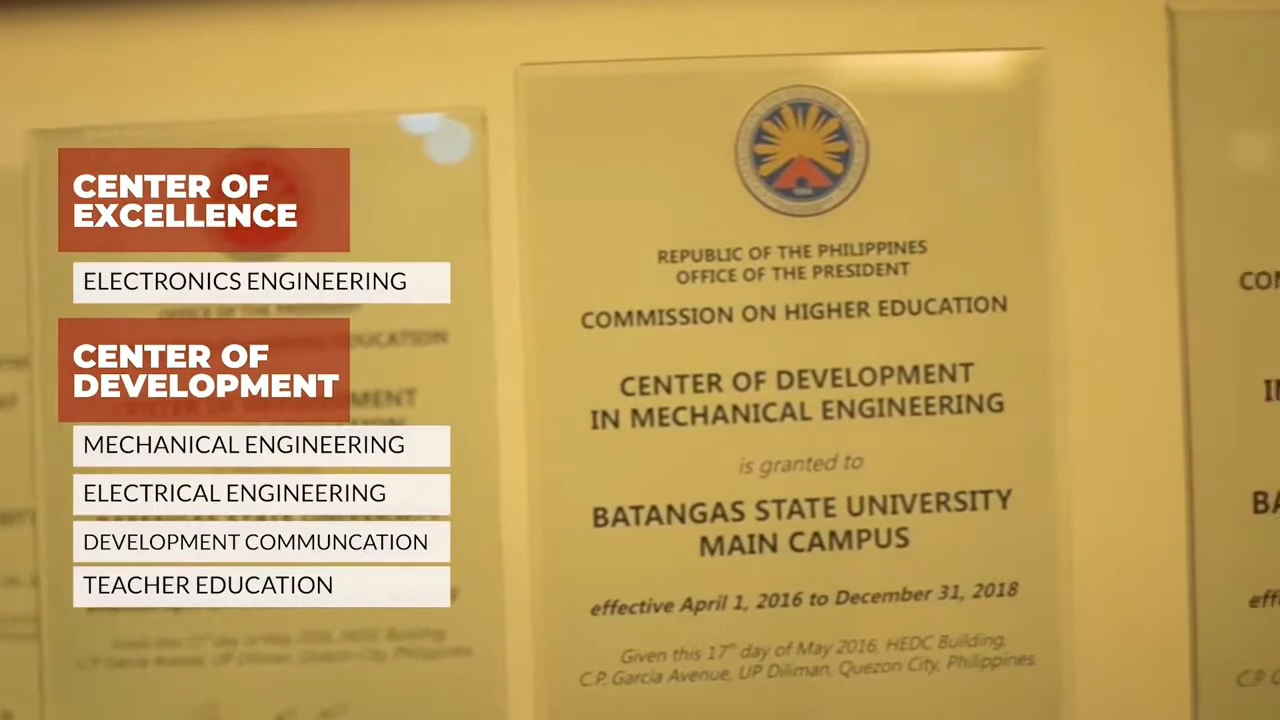 CENTER OF
EXCELLENCE
ELECTRONICS ENGINEERING
CENTER OF
DEVELOPMENT
MECHANICAL ENGINEERING
ELECTRICAL ENGINEERING
DEVELOPMENT COMMUNCATION
TEACHER EDUCATION
REPUBLIC OF THE PHILIPPINES
OFFICE OF THE PRESIDENT
COMMISSION ON HIGHER EDUCATION
CENTER OF DEVELOPMENT
IN MECHANICAL ENGINEERING
is granted to
BATANGAS STATE UNIVERSITY
MAIN CAMPUS
effective April 1, 2016 to December 31, 2018
Given this 17th day of May 2016, HEDC Building,
C.P. Garcia Avenue, UP Diliman, Quezon City, Philippines.